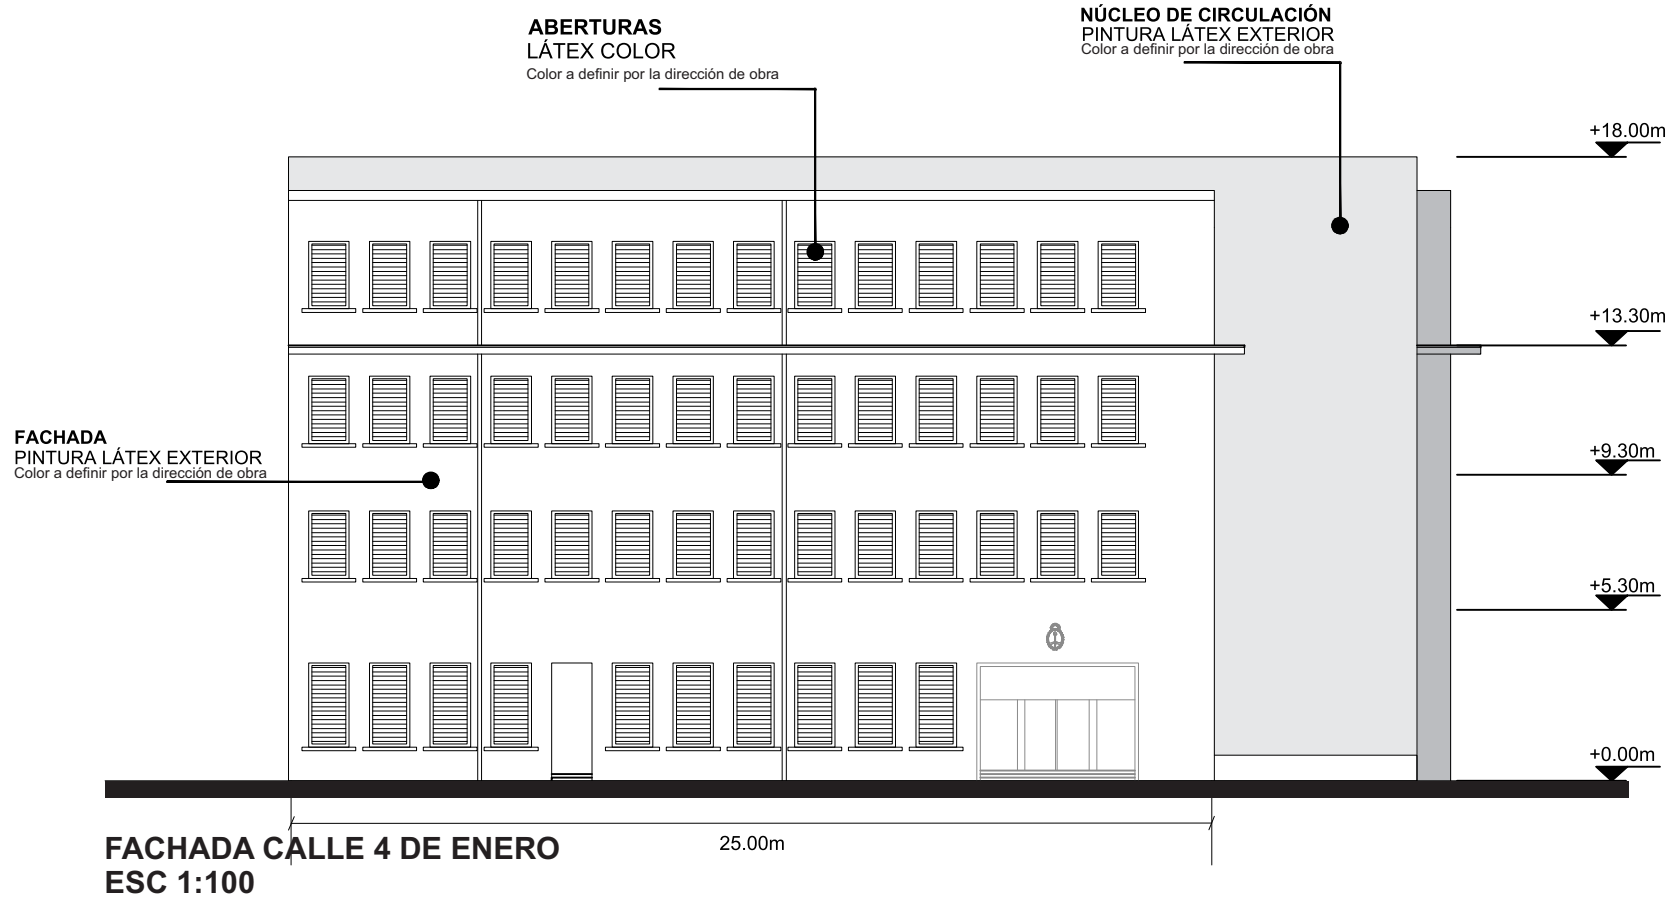 ABERTURAS
LÁTEX COLOR
Color a definir por la dirección de obra
NÚCLEO DE CIRCULACIÓN
PINTURA LÁTEX EXTERIOR
Color a definir por la dirección de obra
+18.00m
+13.30m
FACHADA
PINTURA LÁTEX EXTERIOR
Color a definir por la dirección de obra
+9.30m
+5.30m
+0.00m
25.00m
FACHADA CALLE 4 DE ENERO
ESC 1:100